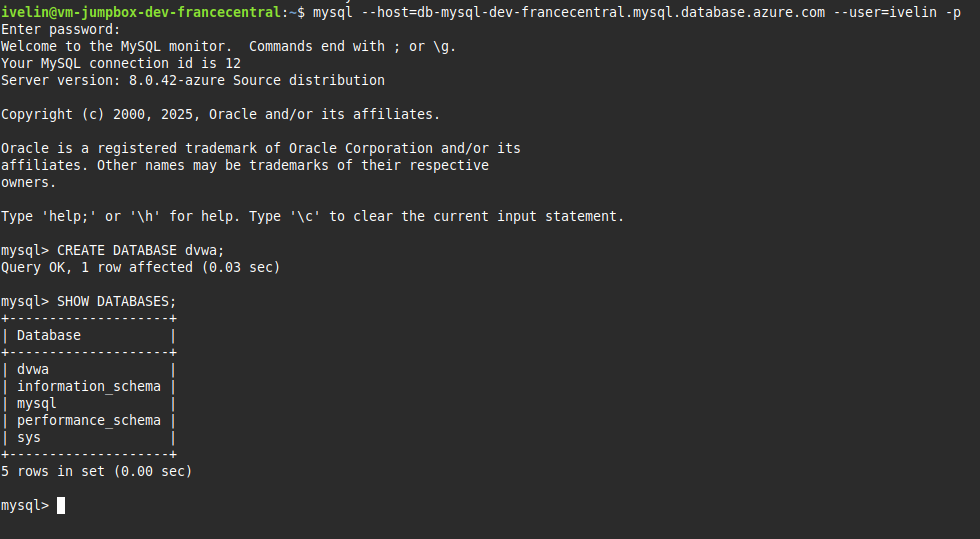 ivelin@vm-jumpbox-dev-francecentral:~$ mysql --host=db-mysql-dev-francecentral.mysql.database.azure.com --user=ivelin -p
Enter password:
Welcome to the MySQL monitor.  Commands end with ; or \g.
Your MySQL connection id is 12
Server version: 8.0.42-azure Source distribution

Copyright (c) 2000, 2025, Oracle and/or its affiliates.

Oracle is a registered trademark of Oracle Corporation and/or its
affiliates. Other names may be trademarks of their respective
owners.

Type 'help;' or '\h' for help. Type '\c' to clear the current input statement.

mysql> CREATE DATABASE dvwa;
Query OK, 1 row affected (0.03 sec)

mysql> SHOW DATABASES;
+--------------------+
| Database           |
+--------------------+
| dvwa               |
| information_schema |
| mysql              |
| performance_schema |
| sys                |
+--------------------+
5 rows in set (0.00 sec)

mysql>